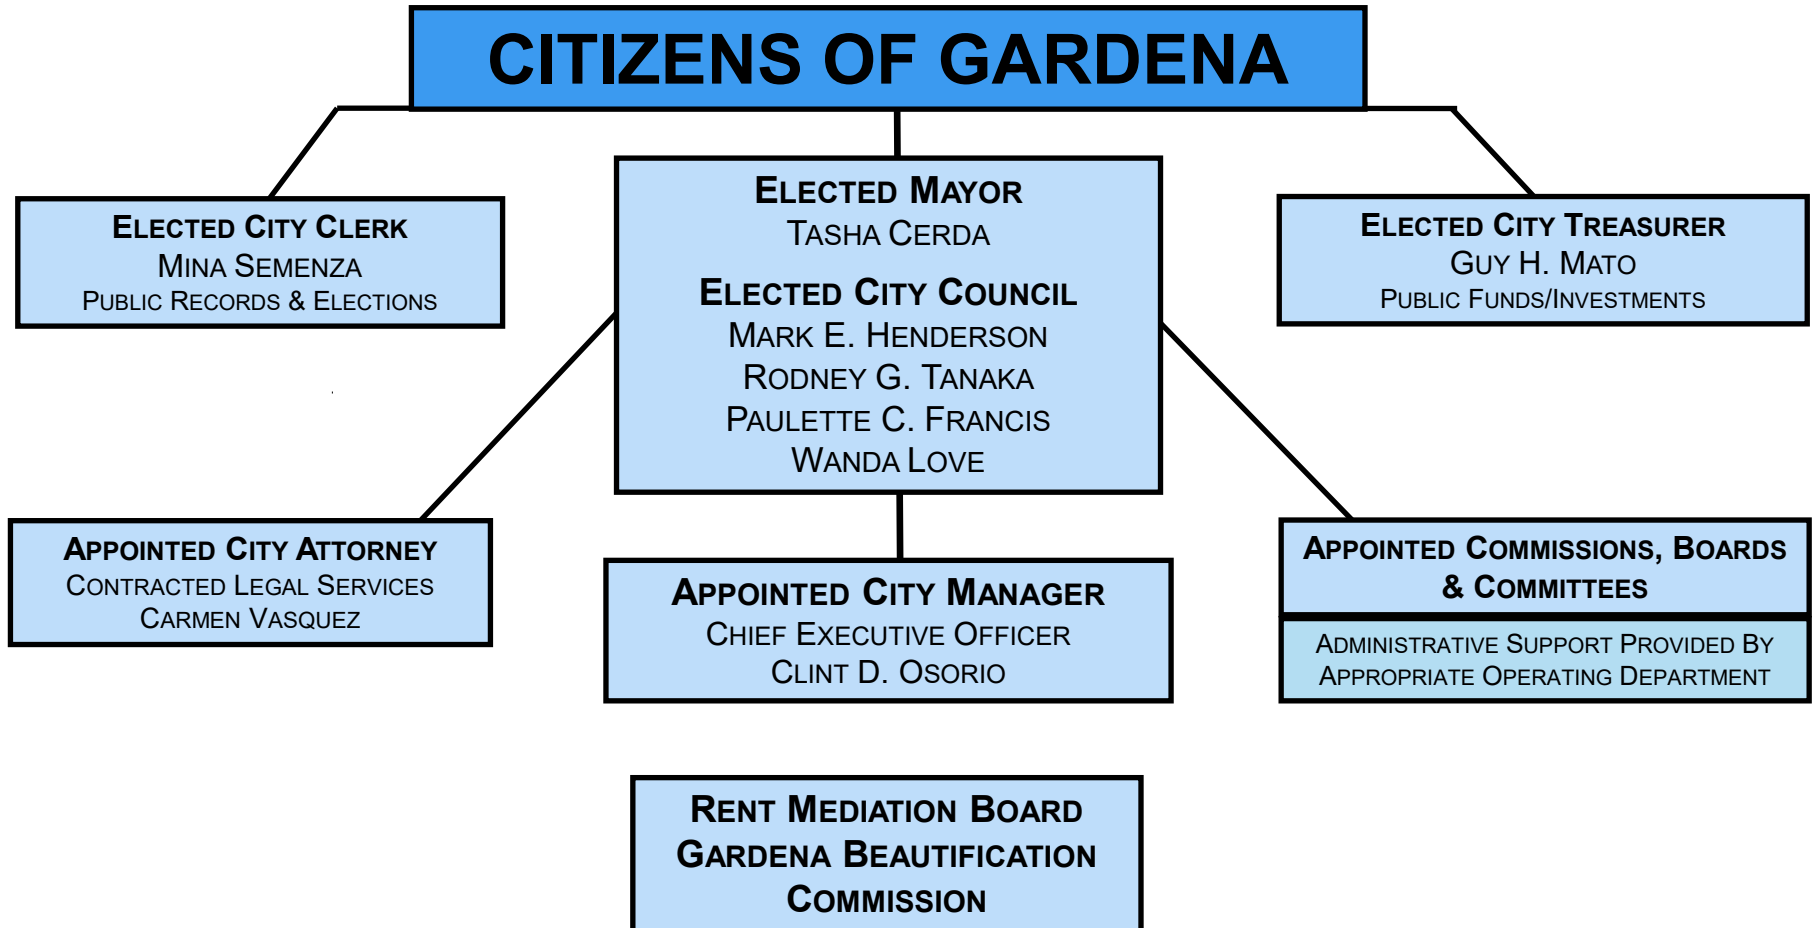 CITIZENS OF GARDENA
ELECTED CITY CLERK
MINA SEMENZA
PUBLIC RECORDS & ELECTIONS
ELECTED MAYOR
TASHA CERDA
ELECTED CITY COUNCIL
MARK E. HENDERSON
RODNEY G. TANAKA
PAULETTE C. FRANCIS
WANDA LOVE
ELECTED CITY TREASURER
GUY H. MATO
PUBLIC FUNDS/INVESTMENTS
APPOINTED CITY ATTORNEY
CONTRACTED LEGAL SERVICES
CARMEN VASQUEZ
APPOINTED CITY MANAGER
CHIEF EXECUTIVE OFFICER
CLINT D. OSORIO
APPOINTED COMMISSIONS, BOARDS
& COMMITTEES
ADMINISTRATIVE SUPPORT PROVIDED BY
APPROPRIATE OPERATING DEPARTMENT
RENT MEDIATION BOARD
GARDENA BEAUTIFICATION
COMMISSION